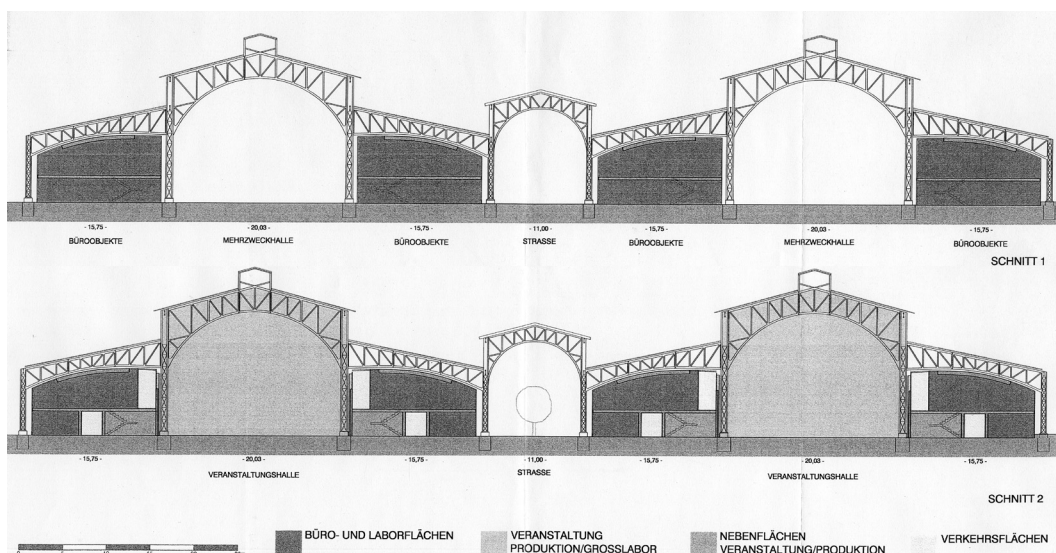 - 15,75 - - 20,03 - - 15,75 - - 11,00 - - 15,75 - - 20,03 - - 15,75 -
BÜROOBJEKTE MEHRZWECKHALLE BÜROOBJEKTE STRASSE BÜROOBJEKTE MEHRZWECKHALLE BÜROOBJEKTE
SCHNITT 1
- 15,75 - - 20,03 - - 15,75 - - 11,00 - - 15,75 - - 20,03 - - 15,75 -
VERANSTALTUNGSHALLE STRASSE VERANSTALTUNGSHALLE
SCHNITT 2
BÜRO- UND LABORFLÄCHEN VERANSTALTUNG NEBENFLÄCHEN VERKEHRSFLÄCHEN
PRODUKTION/GROSSLABOR VERANSTALTUNG/PRODUKTION